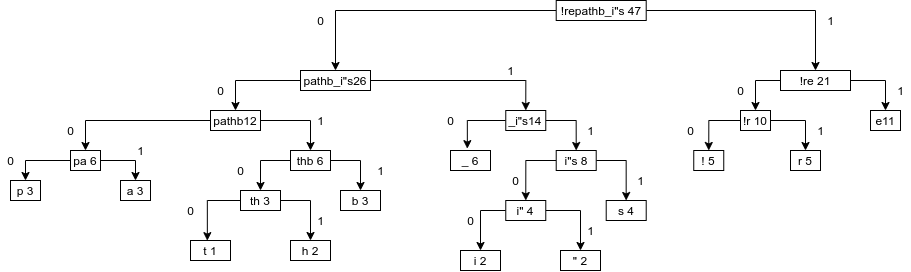 !repathb_i"s 47
0
1
pathb_i"s26
!re 21
0
1
0
1
pathb12
_i"s14
!r 10
e11
0
1
0
1
0
1
pa 6
thb 6
_ 6
i"s 8
! 5
r 5
0
1
0
1
0
1
p 3
a 3
th 3
b 3
i" 4
s 4
0
1
0
1
t 1
h 2
i 2
" 2